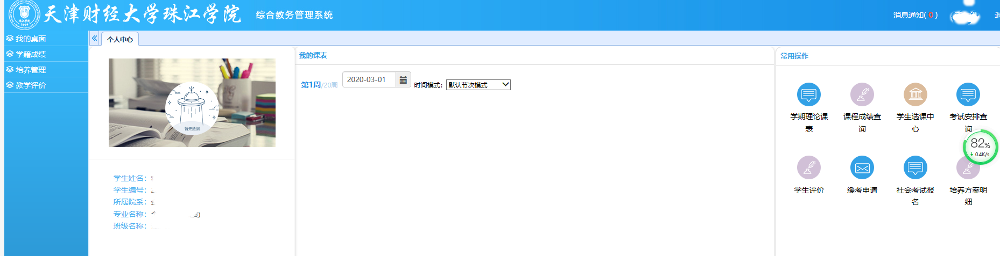 天津财经大学珠江学院
综合教务管理系统
消息通知( 0 )
我的桌面
学籍成绩
培养管理
教学评价
个人中心
暂无数据
学生姓名：
学生编号：
所属院系：
专业名称：
班级名称：
我的课表
第1周/20周
2020-03-01
时间模式：
默认节次模式
常用操作
学期理论课
表
课程成绩查
询
学生选课中
心
考试安排查
询
82%
0.4K/s
学生评价
缓考申请
社会考试报
名
培养方案明
细